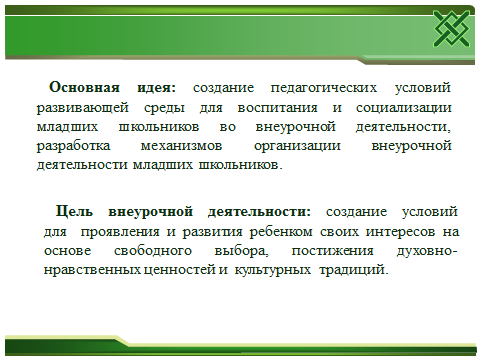 Основная идея: создание педагогических условий
развивающей среды для воспитания и социализации
младших школьников во внеурочной деятельности,
разработка механизмов организации внеурочной
деятельности младших школьников.
Цель внеурочной деятельности: создание условий
для проявления и развития ребенком своих интересов на
основе свободного выбора, постижения духовно-
нравственных ценностей и культурных традиций.